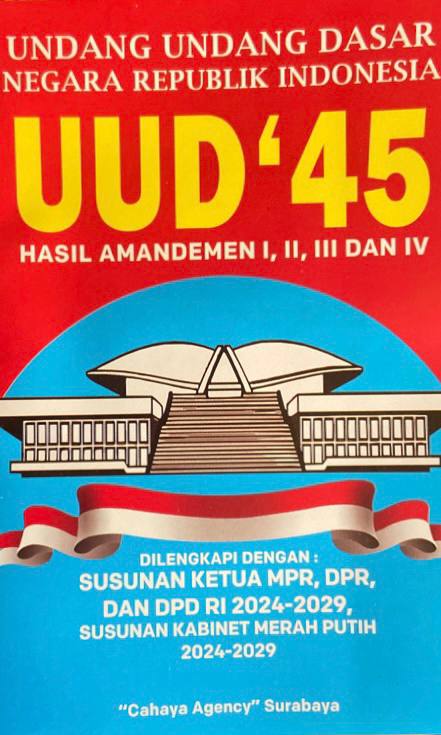 UNDANG UNDANG DASAR
NEGARA REPUBLIK INDONESIA
UUD ‘45
HASIL AMANDEMEN I, II, III DAN IV
DILENGKAPI DENGAN :
SUSUNAN KETUA MPR, DPR,
DAN DPD RI 2024-2029,
SUSUNAN KABINET MERAH PUTIH
2024-2029
“Cahaya Agency” Surabaya